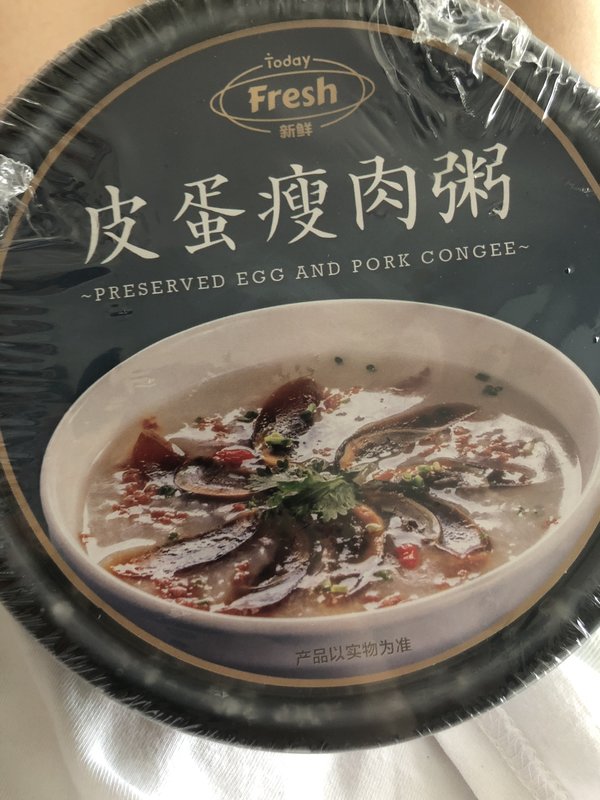 Today
Fresh
新鲜
皮蛋瘦肉粥
~PRESERVED EGG AND PORK CONGEE~
产品以实物为准